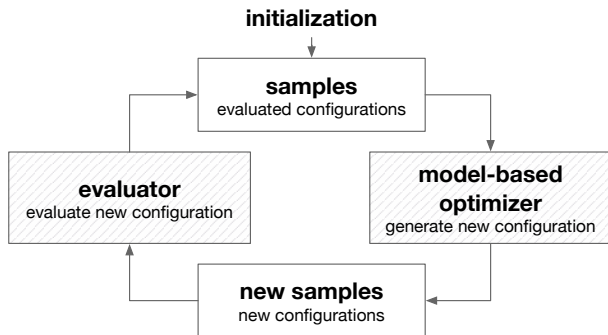 initialization
samples
evaluated configurations
evaluator
evaluate new configuration
model-based
optimizer
generate new configuration
new samples
new configurations